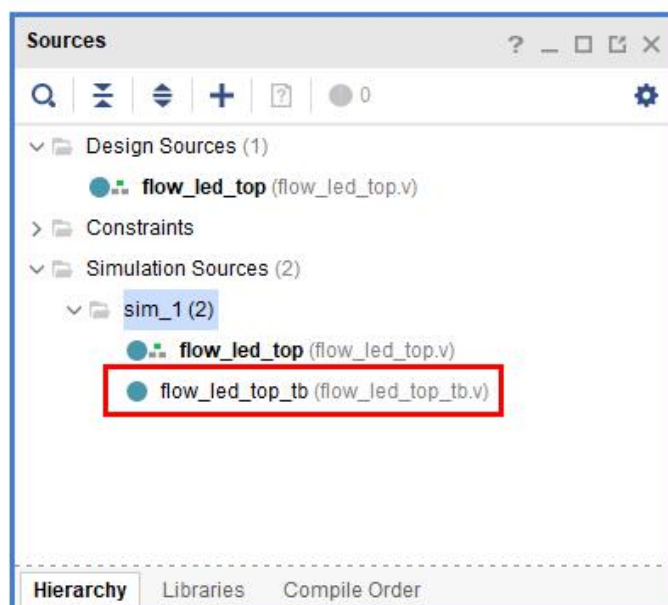 Sources
0
Design Sources (1)
flow_led_top (flow_led_top.v)
Constraints
Simulation Sources (2)
sim_1 (2)
flow_led_top (flow_led_top.v)
flow_led_top_tb (flow_led_top_tb.v)
Hierarchy Libraries Compile Order